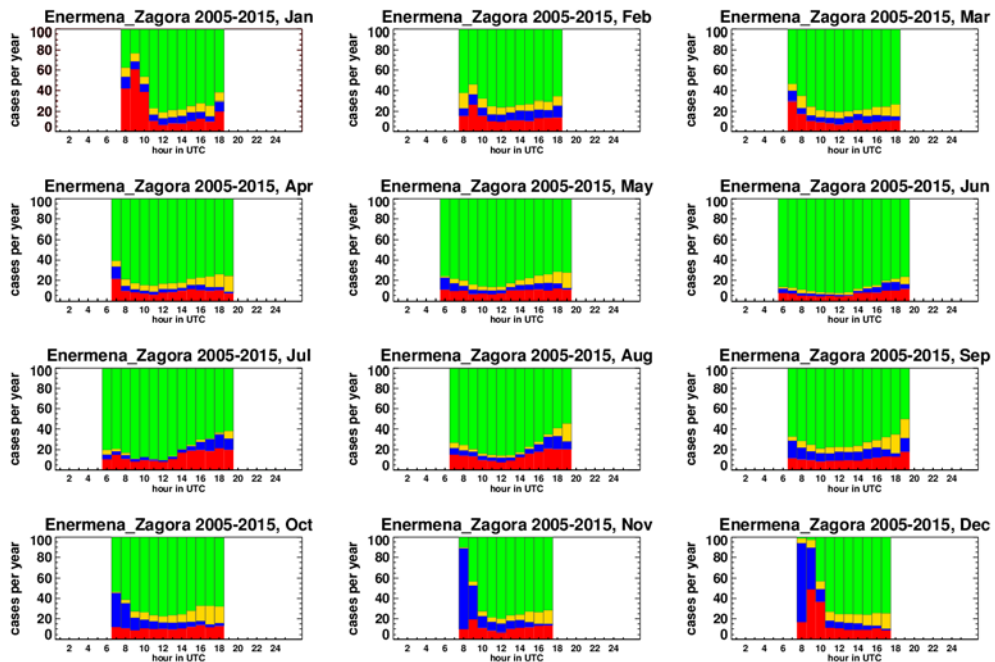 Enermena_Zagora 2005-2015, Jan
cases per year
100
80
60
40
20
0
2 4 6 8 10 12 14 16 18 20 22 24
hour in UTC
Enermena_Zagora 2005-2015, Feb
cases per year
100
80
60
40
20
0
2 4 6 8 10 12 14 16 18 20 22 24
hour in UTC
Enermena_Zagora 2005-2015, Mar
cases per year
100
80
60
40
20
0
2 4 6 8 10 12 14 16 18 20 22 24
hour in UTC
Enermena_Zagora 2005-2015, Apr
cases per year
100
80
60
40
20
0
2 4 6 8 10 12 14 16 18 20 22 24
hour in UTC
Enermena_Zagora 2005-2015, May
cases per year
100
80
60
40
20
0
2 4 6 8 10 12 14 16 18 20 22 24
hour in UTC
Enermena_Zagora 2005-2015, Jun
cases per year
100
80
60
40
20
0
2 4 6 8 10 12 14 16 18 20 22 24
hour in UTC
Enermena_Zagora 2005-2015, Jul
cases per year
100
80
60
40
20
0
2 4 6 8 10 12 14 16 18 20 22 24
hour in UTC
Enermena_Zagora 2005-2015, Aug
cases per year
100
80
60
40
20
0
2 4 6 8 10 12 14 16 18 20 22 24
hour in UTC
Enermena_Zagora 2005-2015, Sep
cases per year
100
80
60
40
20
0
2 4 6 8 10 12 14 16 18 20 22 24
hour in UTC
Enermena_Zagora 2005-2015, Oct
cases per year
100
80
60
40
20
0
2 4 6 8 10 12 14 16 18 20 22 24
hour in UTC
Enermena_Zagora 2005-2015, Nov
cases per year
100
80
60
40
20
0
2 4 6 8 10 12 14 16 18 20 22 24
hour in UTC
Enermena_Zagora 2005-2015, Dec
cases per year
100
80
60
40
20
0
2 4 6 8 10 12 14 16 18 20 22 24
hour in UTC